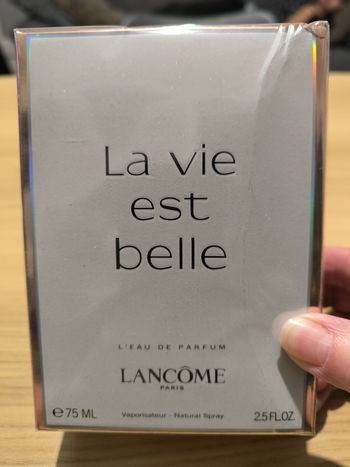 La vie
est
belle
L'EAU DE PARFUM
LANCÔME
PARIS
℮ 75 ML Vaporisateur - Natural Spray 2.5 FL.OZ.